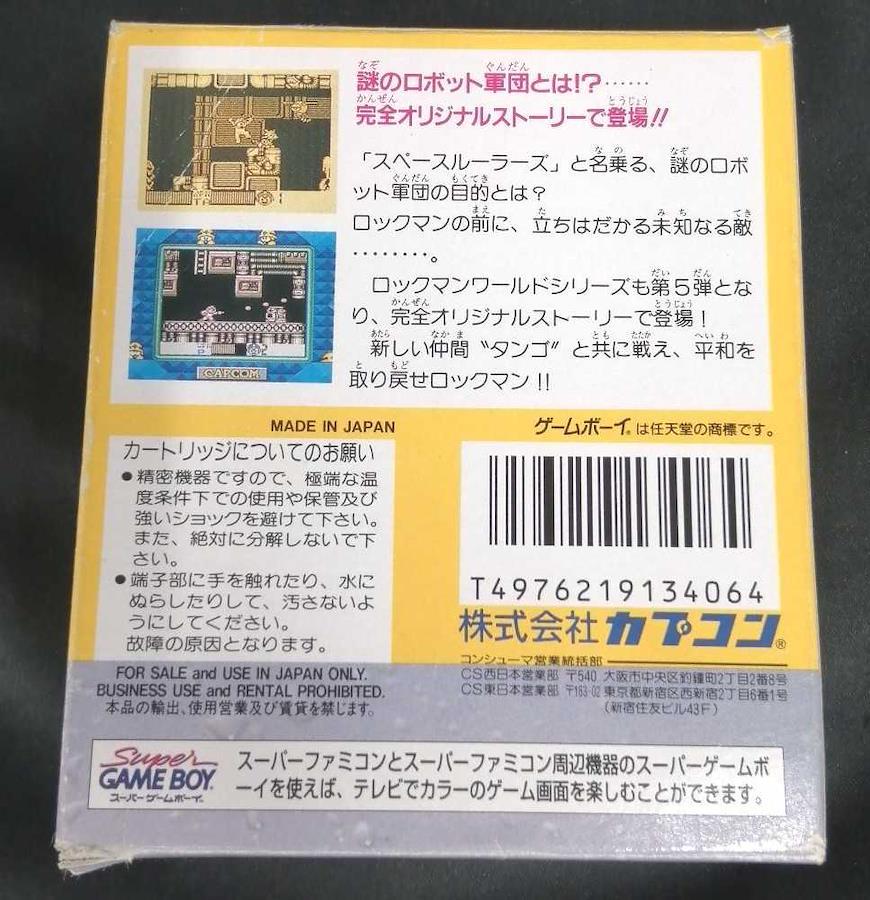 謎のロボット軍団とは!?……
完全オリジナルストーリーで登場!!
「スペースルーラーズ」と名乗る、謎のロボ
ット軍団の目的とは?
ロックマンの前に、立ちはだかる未知なる敵
………。
ロックマンワールドシリーズも第5弾とな
り、完全オリジナルストーリーで登場!
新しい仲間〝タンゴ〟と共に戦え、平和を
取り戻せロックマン!!
CAPCOM
MADE IN JAPAN
ゲームボーイ®は任天堂の商標です。
カートリッジについてのお願い
●精密機器ですので、極端な温
度条件下での使用や保管及び
強いショックを避けて下さい。
また、絶対に分解しないで下
さい。
●端子部に手を触れたり、水に
ぬらしたりして、汚さないよ
うにしてください。
故障の原因となります。
T4976219134064
株式会社カプコン®
コンシューマ営業統括部
CS西日本営業部 〒540 大阪市中央区釣鐘町2丁目2番8号
CS東日本営業部 〒163-02 東京都新宿区西新宿2丁目6番1号
(新宿住友ビル43F)
FOR SALE and USE IN JAPAN ONLY.
BUSINESS USE and RENTAL PROHIBITED.
本品の輸出、使用営業及び賃貸を禁じます。
Super
GAME BOY
スーパーゲームボーイ
スーパーファミコンとスーパーファミコン周辺機器のスーパーゲームボ
ーイを使えば、テレビでカラーのゲーム画面を楽しむことができます。